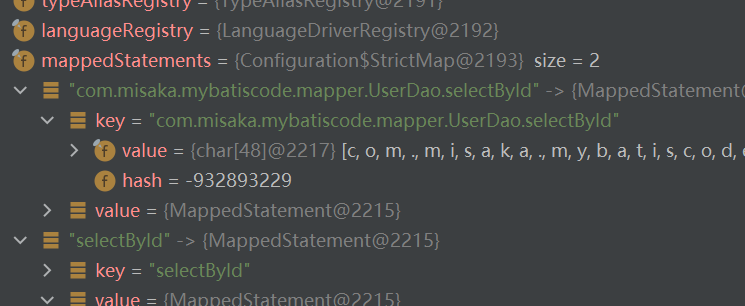 typeAliasRegistry = {TypeAliasRegistry@2191}
f languageRegistry = {LanguageDriverRegistry@2192}
f mappedStatements = {Configuration$StrictMap@2193} size = 2
"com.misaka.mybatiscode.mapper.UserDao.selectById" -> {MappedStatement@
key = "com.misaka.mybatiscode.mapper.UserDao.selectById"
f value = {char[48]@2217} [c, o, m, ., m, i, s, a, k, a, ., m, y, b, a, t, i, s, c, o, d, e
f hash = -932893229
value = {MappedStatement@2215}
"selectById" -> {MappedStatement@2215}
key = "selectById"
value = {MappedStatement@2215}